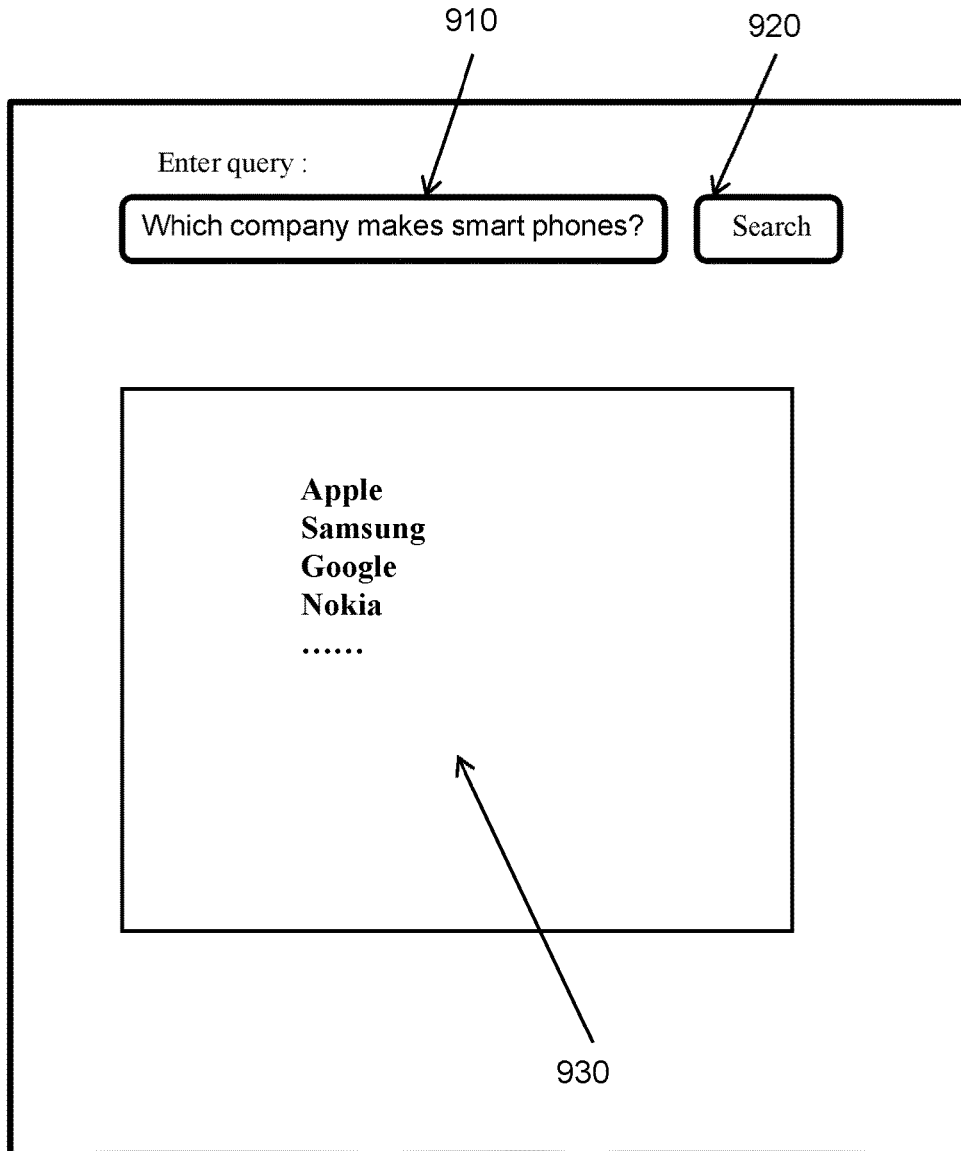 910
920
Enter query :
Which company makes smart phones?
Search
Apple
Samsung
Google
Nokia
......
930